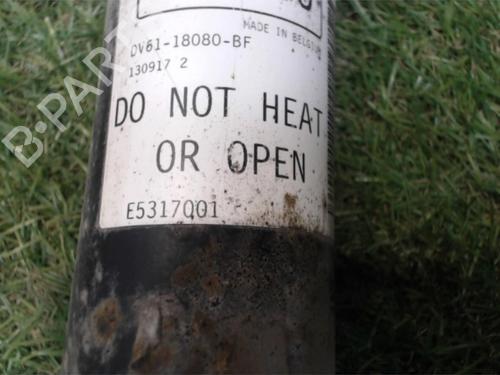 MADE IN BELGIUM
DV61-18080-BF
130917 2
DO NOT HEAT
OR OPEN
E5317001
B-PARTS